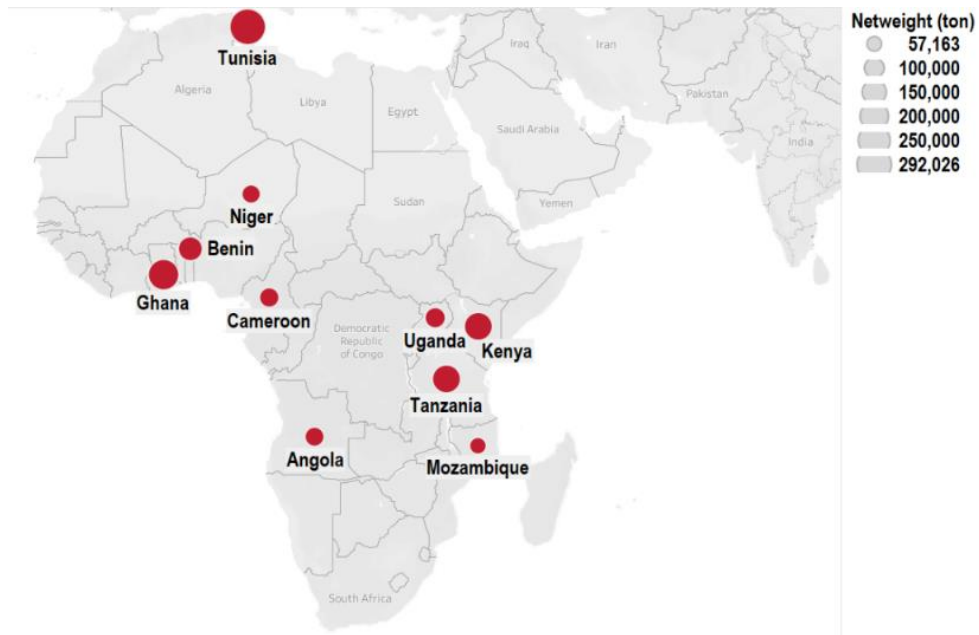 Netweight (ton)
57,163
100,000
150,000
200,000
250,000
292,026
Tunisia
Iraq
Iran
Algeria
Libya
Egypt
Pakistan
Saudi Arabia
India
Niger
Sudan
Yemen
Benin
Ghana
Cameroon
Democratic
Republic
of Congo
Uganda
Kenya
Tanzania
Angola
Mozambique
South Africa